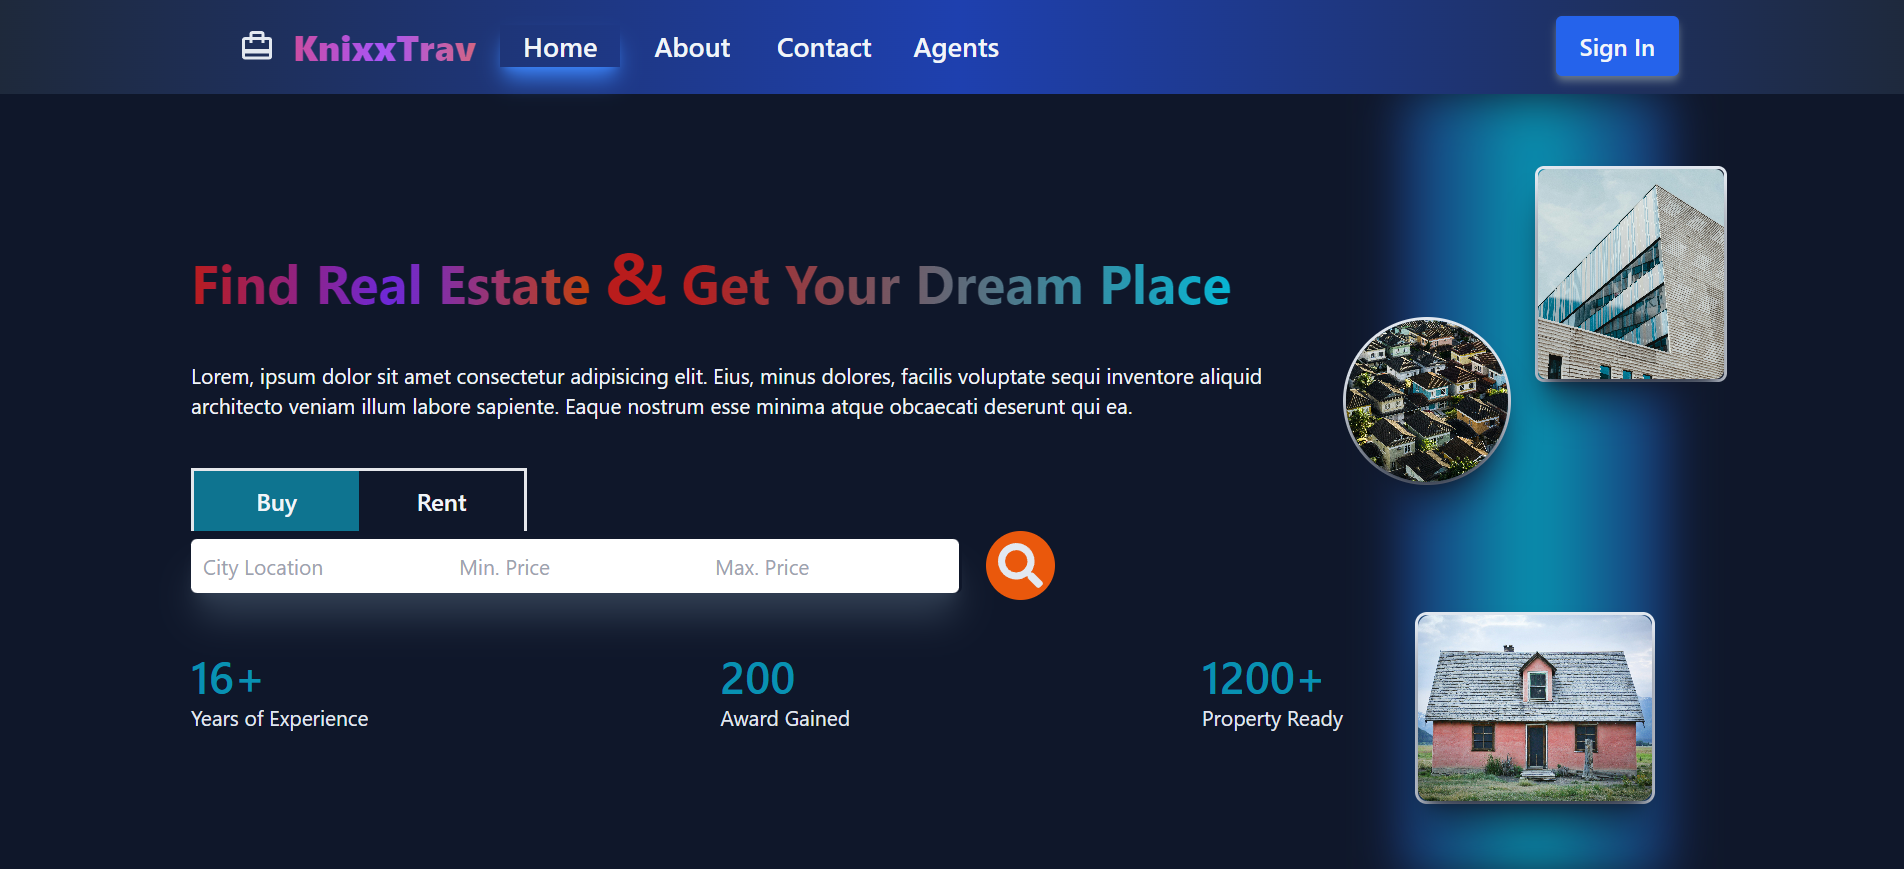 KnixxTrav Home About Contact Agents Sign In
Find Real Estate & Get Your Dream Place
Lorem, ipsum dolor sit amet consectetur adipisicing elit. Eius, minus dolores, facilis voluptate sequi inventore aliquid
architecto veniam illum labore sapiente. Eaque nostrum esse minima atque obcaecati deserunt qui ea.
Buy Rent
City Location Min. Price Max. Price
16+ 200 1200+
Years of Experience Award Gained Property Ready